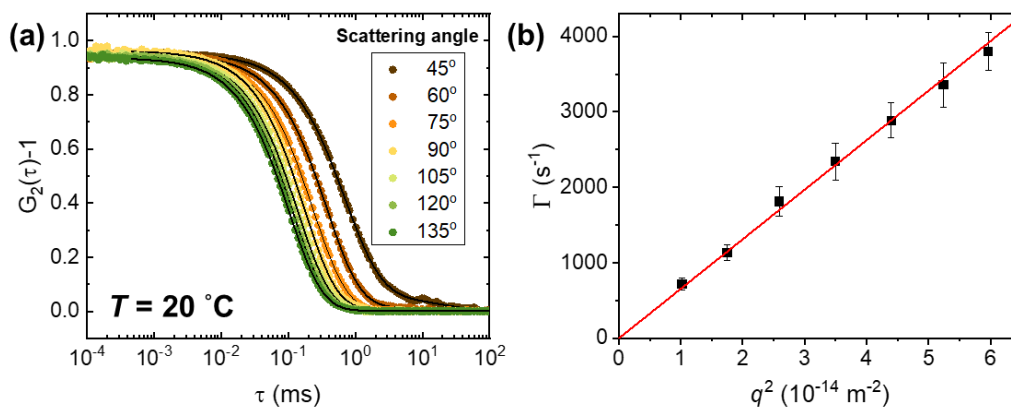 (a)
G₂(τ)-1
1.0
0.8
0.6
0.4
0.2
0.0
Scattering angle
45°
60°
75°
90°
105°
120°
135°
T = 20 °C
10⁻⁴ 10⁻³ 10⁻² 10⁻¹ 10⁰ 10¹ 10²
τ (ms)
(b)
Γ (s⁻¹)
4000
3000
2000
1000
0
0 1 2 3 4 5 6
q² (10⁻¹⁴ m⁻²)